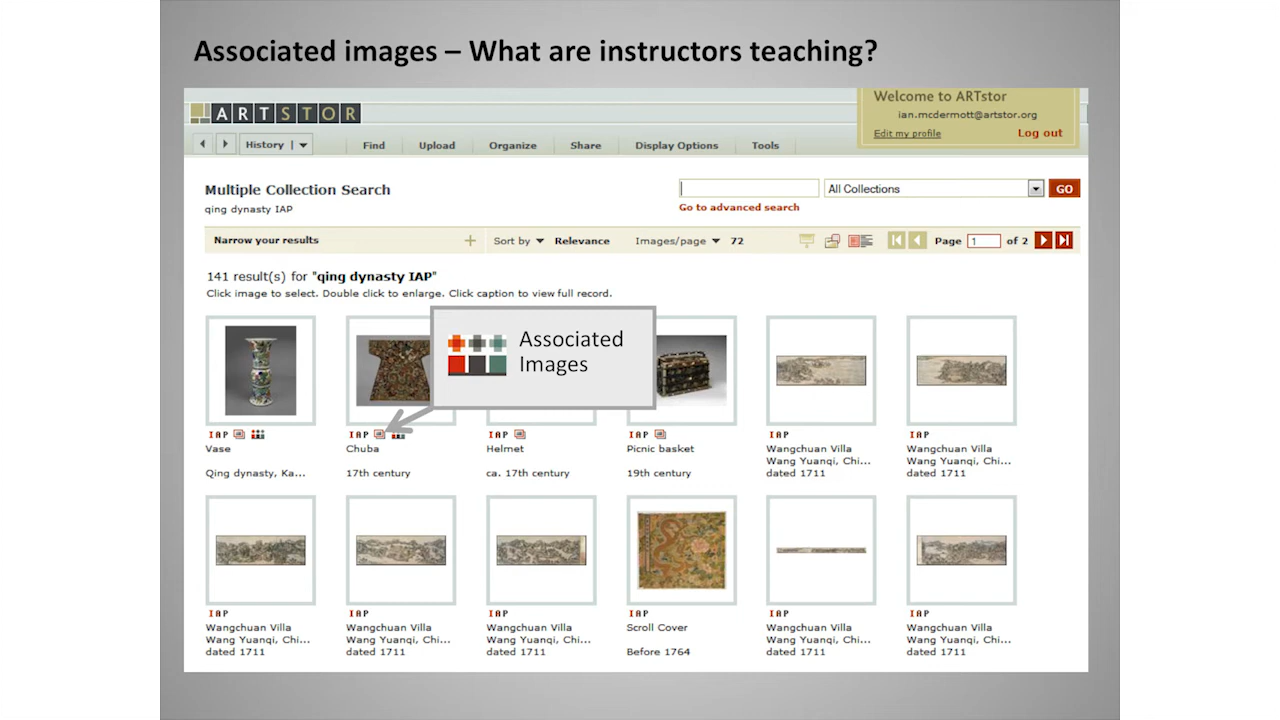 Associated images – What are instructors teaching?
ARTSTOR
Welcome to ARTstor
ian.mcdermott@artstor.org
Edit my profile Log out
History Find Upload Organize Share Display Options Tools
Multiple Collection Search
All Collections GO
qing dynasty IAP
Go to advanced search
Narrow your results + Sort by Relevance Images/page 72 Page 1 of 2
141 result(s) for "qing dynasty IAP"
Click image to select. Double click to enlarge. Click caption to view full record.
Associated
Images
IAP
Vase
Qing dynasty, Ka...
IAP
Chuba
17th century
IAP
Helmet
ca. 17th century
IAP
Picnic basket
19th century
IAP
Wangchuan Villa
Wang Yuanqi, Chi...
dated 1711
IAP
Wangchuan Villa
Wang Yuanqi, Chi...
dated 1711
IAP
Wangchuan Villa
Wang Yuanqi, Chi...
dated 1711
IAP
Wangchuan Villa
Wang Yuanqi, Chi...
dated 1711
IAP
Wangchuan Villa
Wang Yuanqi, Chi...
dated 1711
IAP
Scroll Cover
Before 1764
IAP
Wangchuan Villa
Wang Yuanqi, Chi...
dated 1711
IAP
Wangchuan Villa
Wang Yuanqi, Chi...
dated 1711